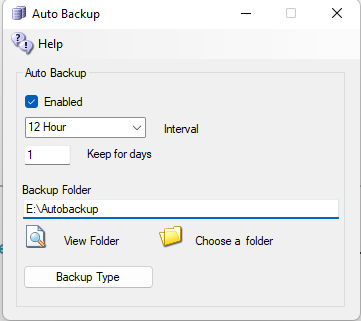 Auto Backup
Help
Auto Backup
Enabled
12 Hour Interval
1 Keep for days
Backup Folder
E:\Autobackup
View Folder Choose a folder
Backup Type